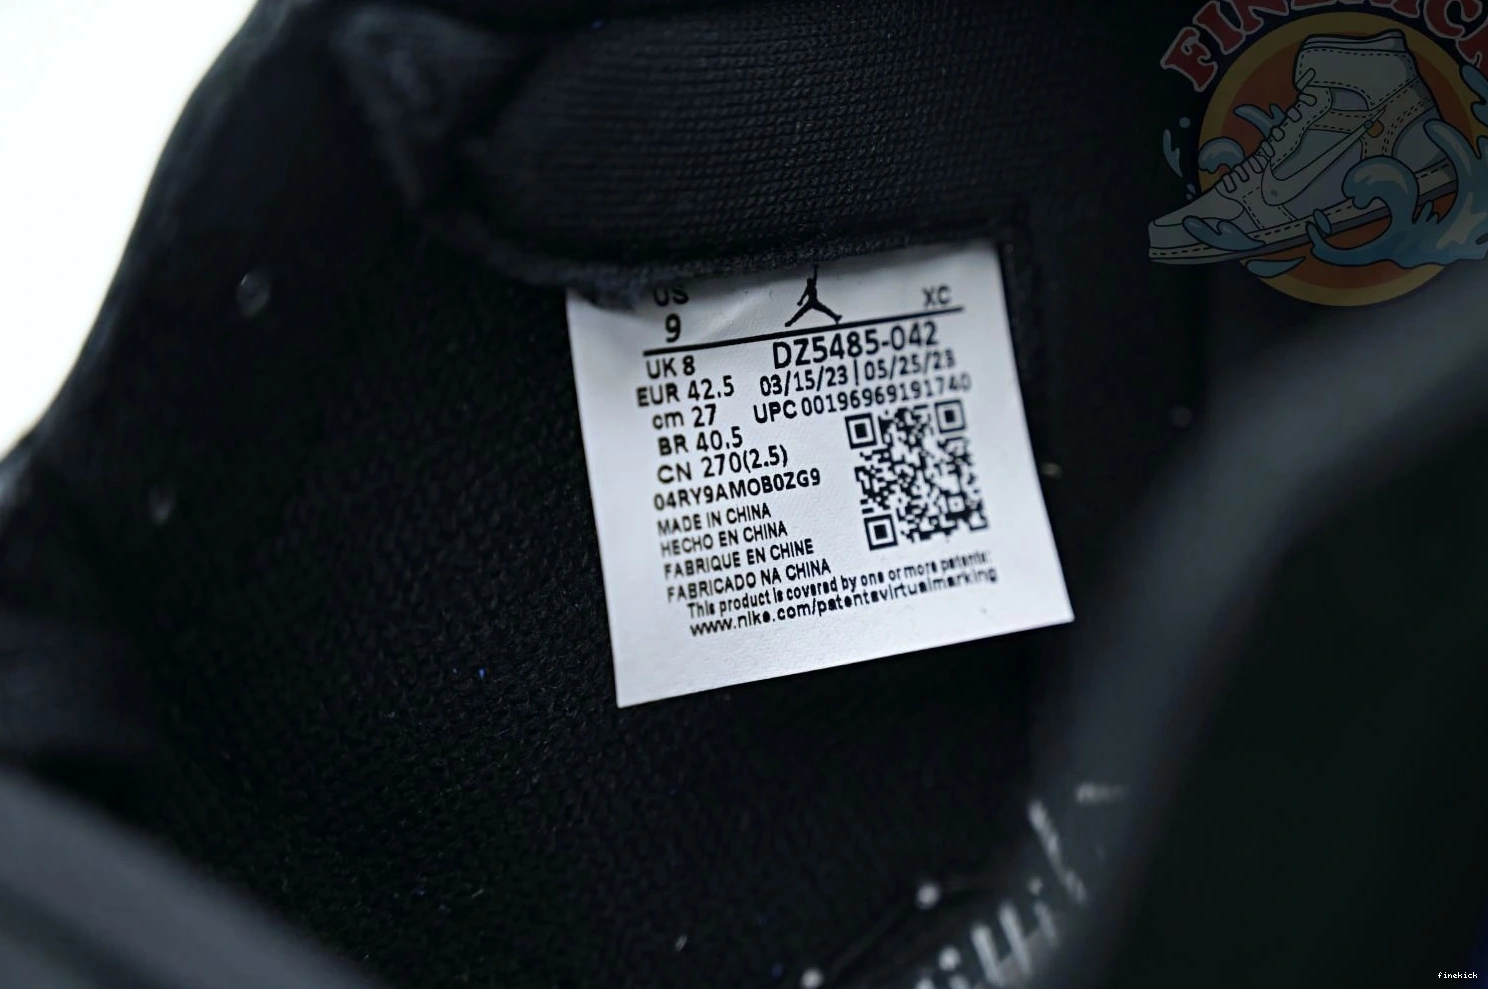 FINEKICK
US
9
XC
UK 8
DZ5485-042
EUR 42.5
03/15/23 | 05/25/23
cm 27
UPC 00196969191740
BR 40.5
CN 270(2.5)
04RY9AMOB0ZG9
MADE IN CHINA
HECHO EN CHINA
FABRIQUE EN CHINE
FABRICADO NA CHINA
This product is covered by one or more patents:
www.nike.com/patentsvirtualmarking
finekick